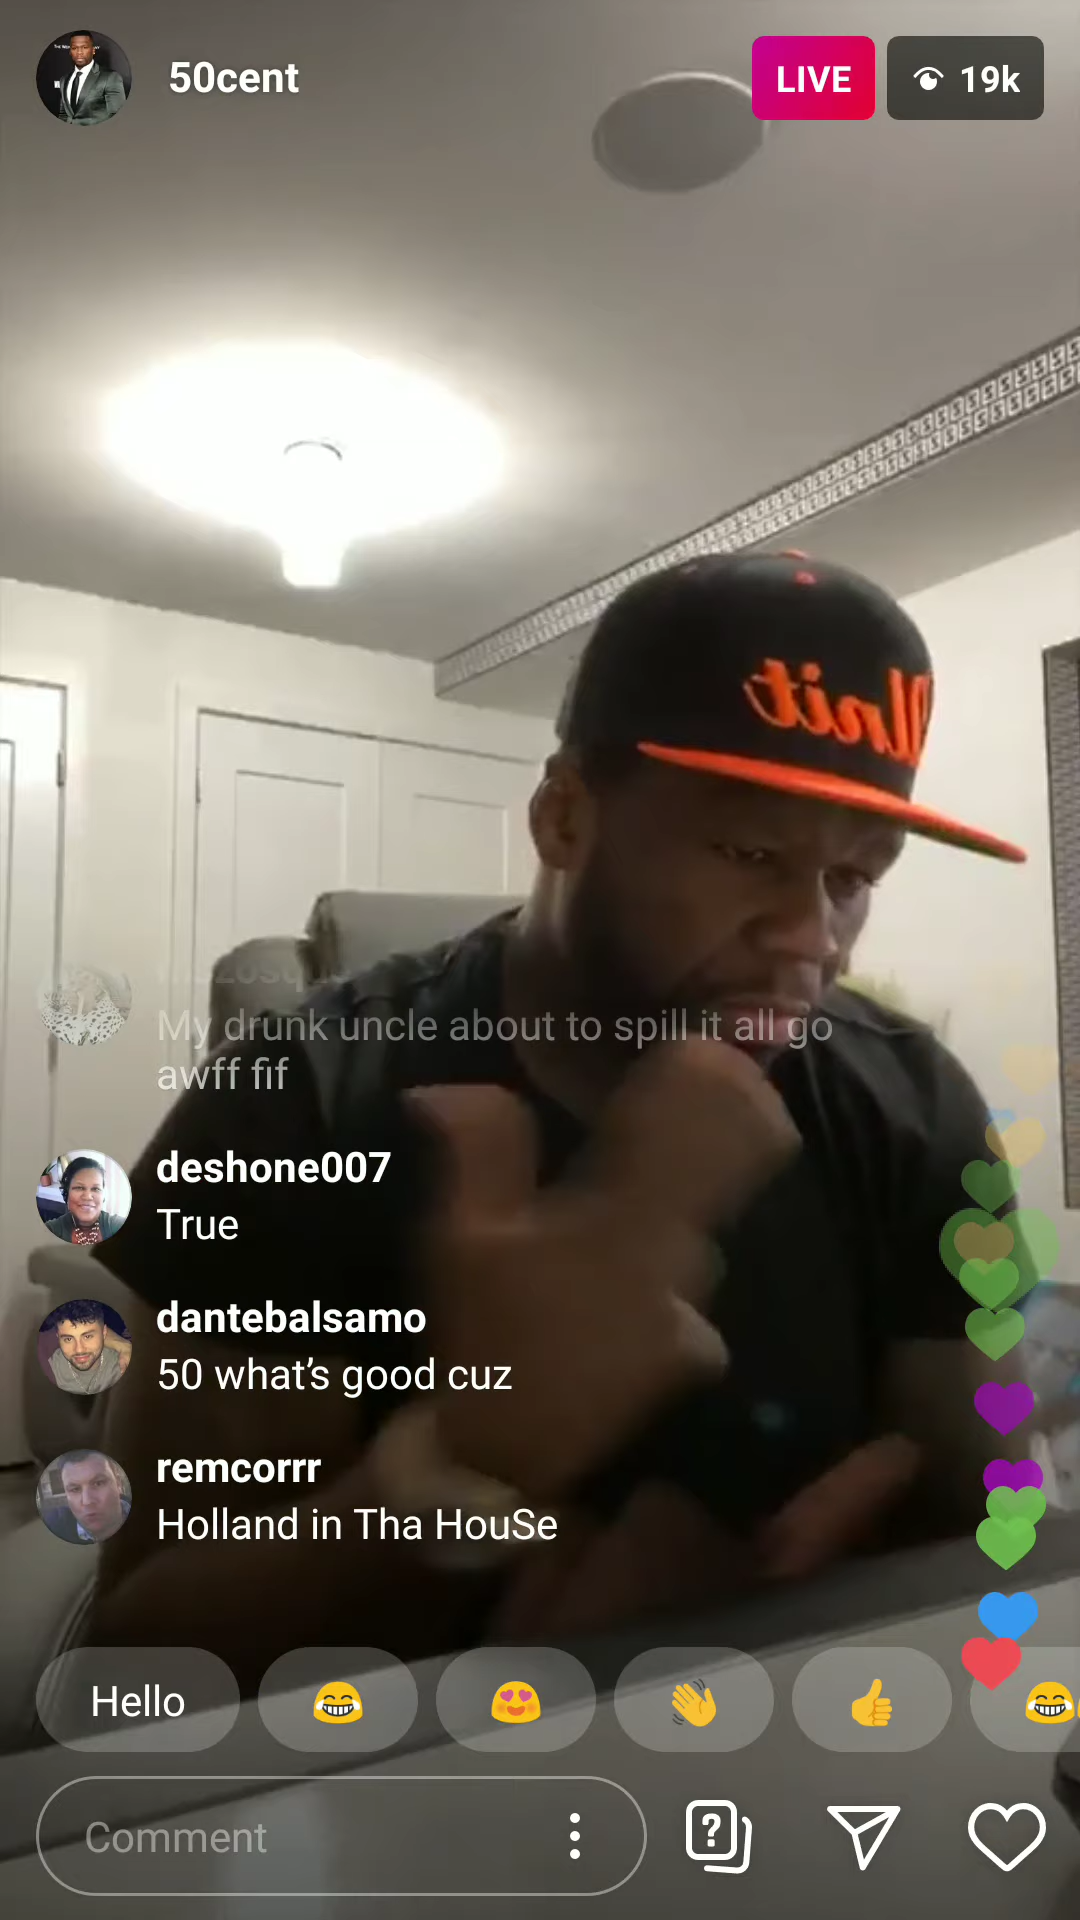 50cent
LIVE
19k
Unit
My drunk uncle about to spill it all go
awff fif
deshone007
True
dantebalsamo
50 what’s good cuz
remcorrr
Holland in Tha HouSe
Hello
Comment